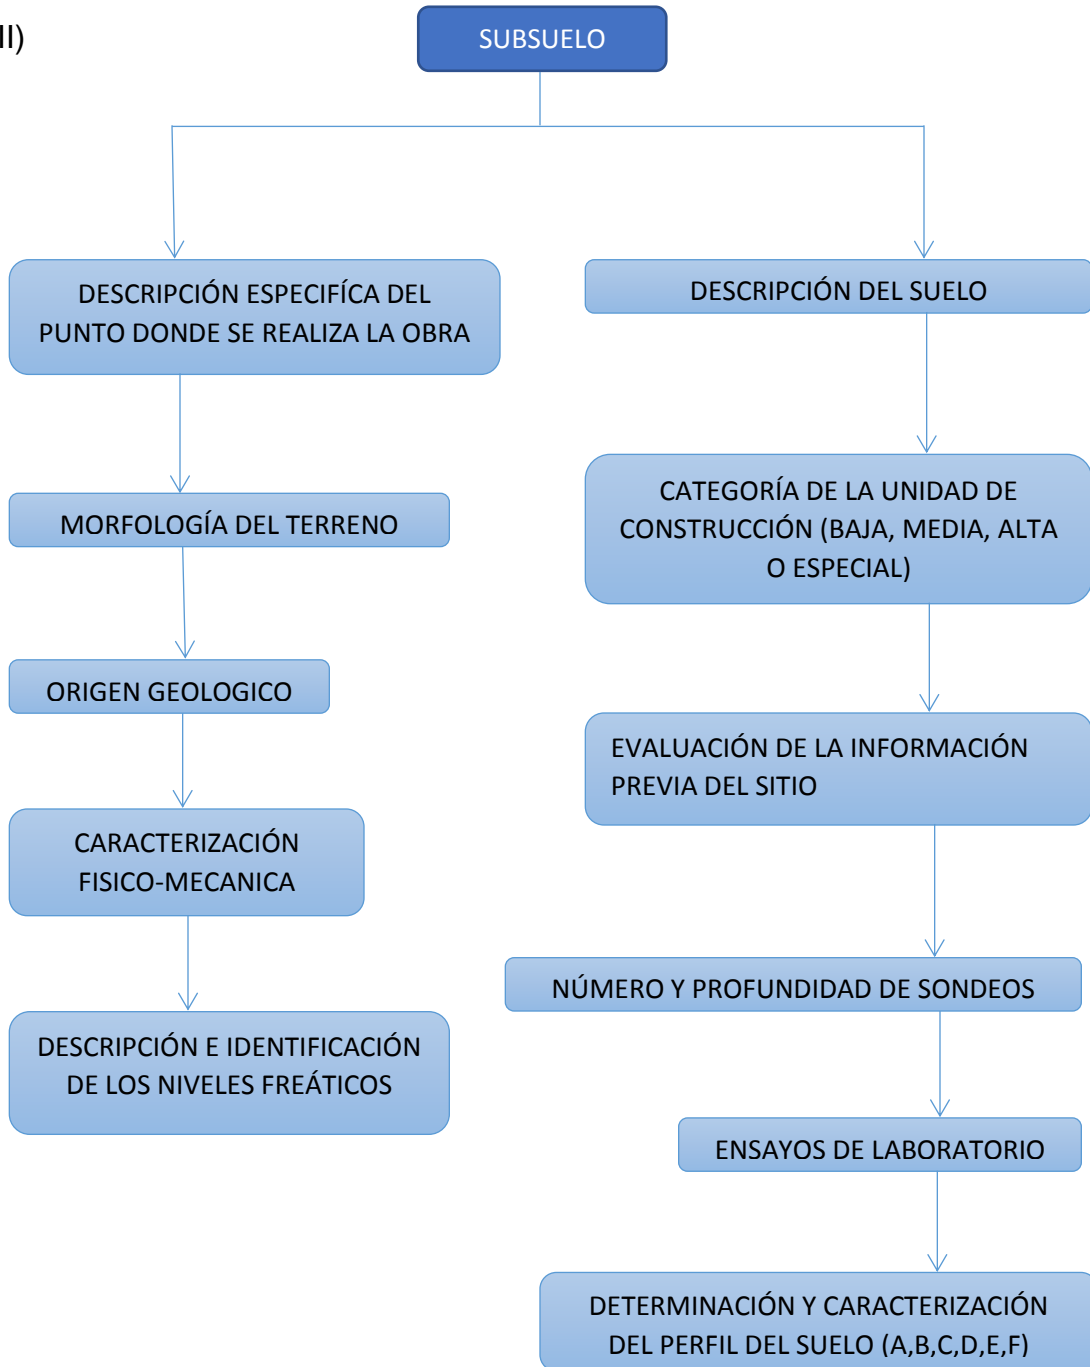 II)
SUBSUELO
DESCRIPCIÓN ESPECIFÍCA DEL
PUNTO DONDE SE REALIZA LA OBRA
MORFOLOGÍA DEL TERRENO
ORIGEN GEOLOGICO
CARACTERIZACIÓN
FISICO-MECANICA
DESCRIPCIÓN E IDENTIFICACIÓN
DE LOS NIVELES FREÁTICOS
DESCRIPCIÓN DEL SUELO
CATEGORÍA DE LA UNIDAD DE
CONSTRUCCIÓN (BAJA, MEDIA, ALTA
O ESPECIAL)
EVALUACIÓN DE LA INFORMACIÓN
PREVIA DEL SITIO
NÚMERO Y PROFUNDIDAD DE SONDEOS
ENSAYOS DE LABORATORIO
DETERMINACIÓN Y CARACTERIZACIÓN
DEL PERFIL DEL SUELO (A,B,C,D,E,F)